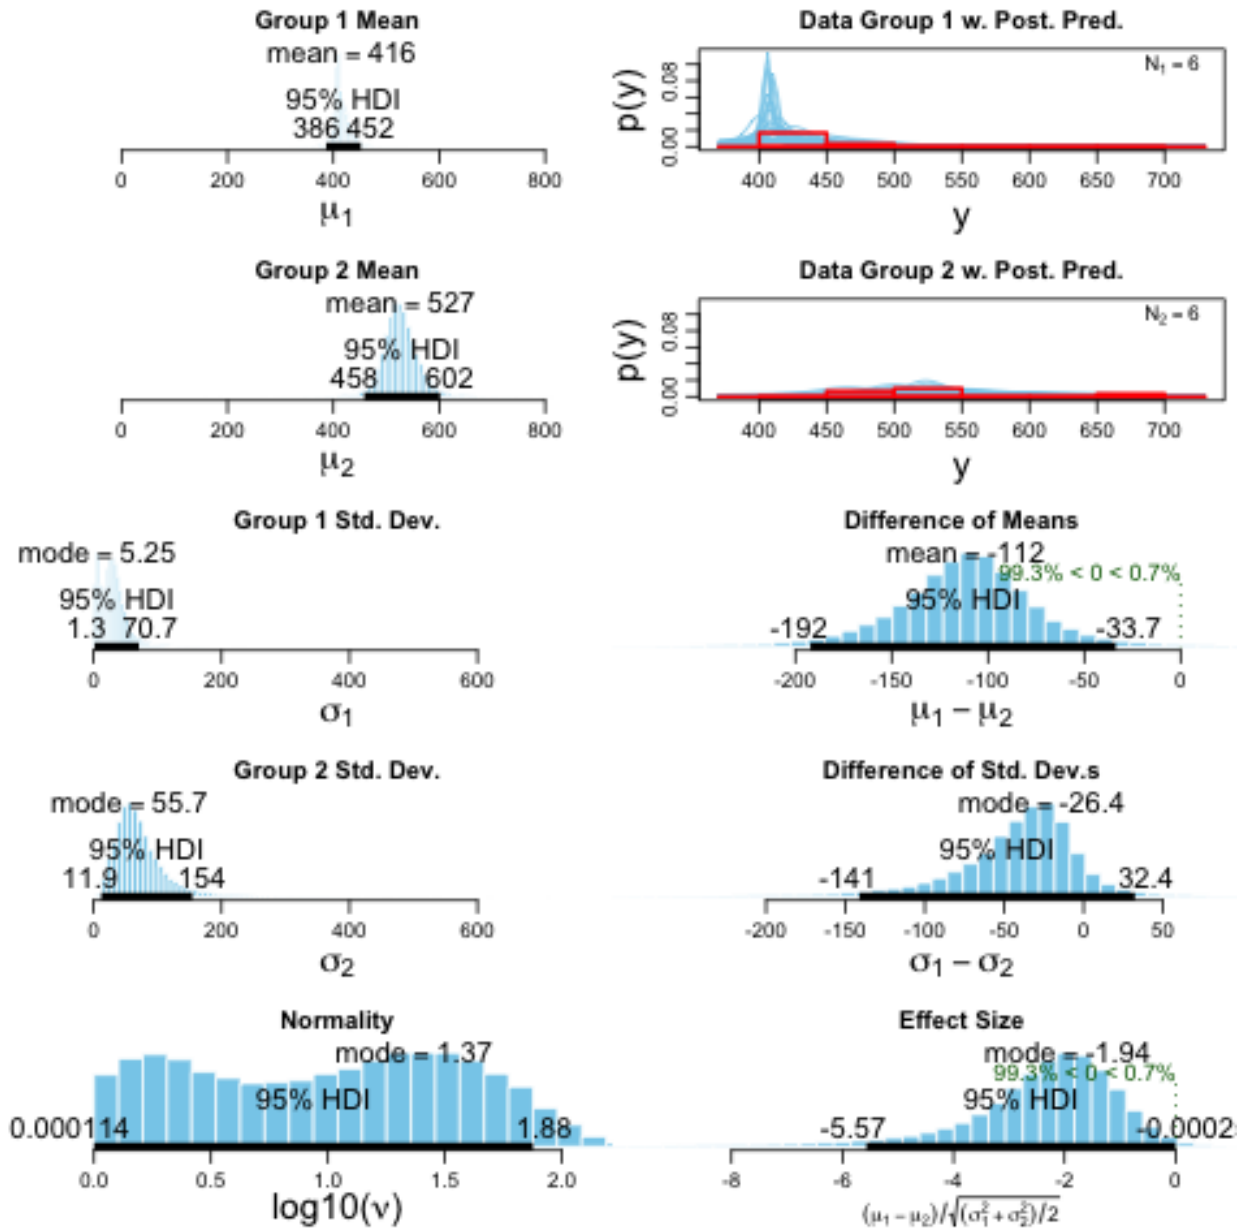 Group 1 Mean
mean = 416
95% HDI
386 452
0 200 400 600 800
μ1
Data Group 1 w. Post. Pred.
N1 = 6
p(y)
0.00 0.08
400 450 500 550 600 650 700
y
Group 2 Mean
mean = 527
95% HDI
458 602
0 200 400 600 800
μ2
Data Group 2 w. Post. Pred.
N2 = 6
p(y)
0.00 0.08
400 450 500 550 600 650 700
y
Group 1 Std. Dev.
mode = 5.25
95% HDI
1.3 70.7
0 200 400 600
σ1
Difference of Means
mean = -112
99.3% < 0 < 0.7%
95% HDI
-192 -33.7
-200 -150 -100 -50 0
μ1 − μ2
Group 2 Std. Dev.
mode = 55.7
95% HDI
11.9 154
0 200 400 600
σ2
Difference of Std. Dev.s
mode = -26.4
95% HDI
-141 32.4
-200 -150 -100 -50 0 50
σ1 − σ2
Normality
mode = 1.37
95% HDI
0.000114 1.88
0.0 0.5 1.0 1.5 2.0
log10(ν)
Effect Size
mode = -1.94
99.3% < 0 < 0.7%
95% HDI
-5.57 -0.0002
-8 -6 -4 -2 0
(μ1 − μ2)/√(σ1² + σ2²)/2